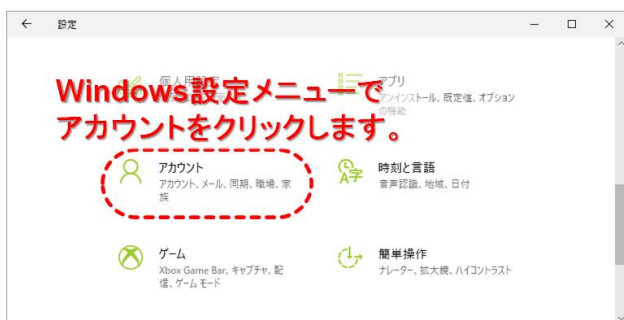 設定
個人用設定
アプリ
アンインストール、既定値、オプション
の機能
Windows設定メニューで
アカウントをクリックします。
アカウント
アカウント、メール、同期、職場、家
族
時刻と言語
音声認識、地域、日付
ゲーム
Xbox Game Bar、キャプチャ、配
信、ゲーム モード
簡単操作
ナレーター、拡大鏡、ハイコントラスト